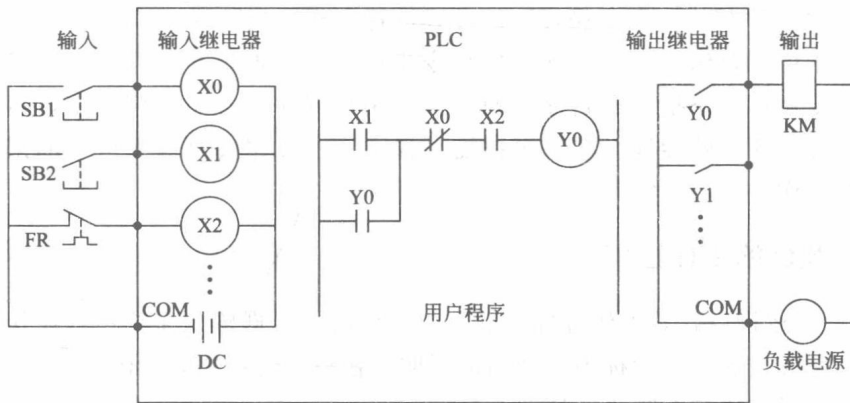 输入 输入继电器 PLC 输出继电器 输出
SB1 X0 Y0 KM
X1 X0 X2 Y0
SB2 X1 Y1
Y0
FR X2
COM 用户程序 COM
DC 负载电源